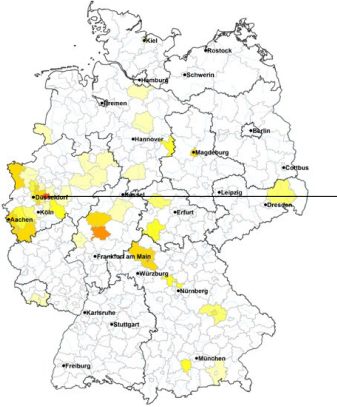 Kiel
Rostock
Hamburg
Schwerin
Bremen
Berlin
Hannover
Magdeburg
Cottbus
Kassel
Leipzig
Düsseldorf
Dresden
Köln
Erfurt
Aachen
Frankfurt am Main
Würzburg
Nürnberg
Karlsruhe
Stuttgart
München
Freiburg